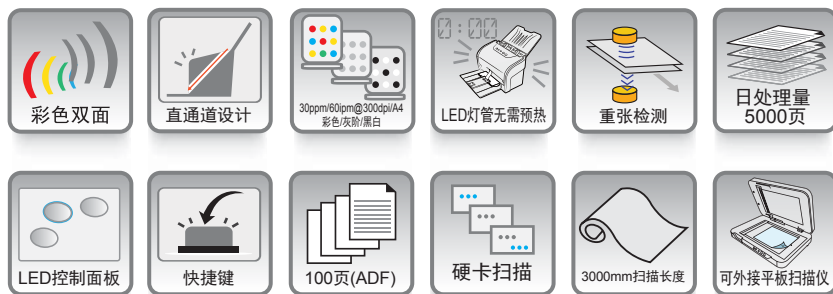 彩色双面
直通道设计
30ppm/60ipm@300dpi/A4
彩色/灰阶/黑白
0:00
LED灯管无需预热
重张检测
日处理量
5000页
LED控制面板
快捷键
100页(ADF)
硬卡扫描
3000mm扫描长度
可外接平板扫描仪